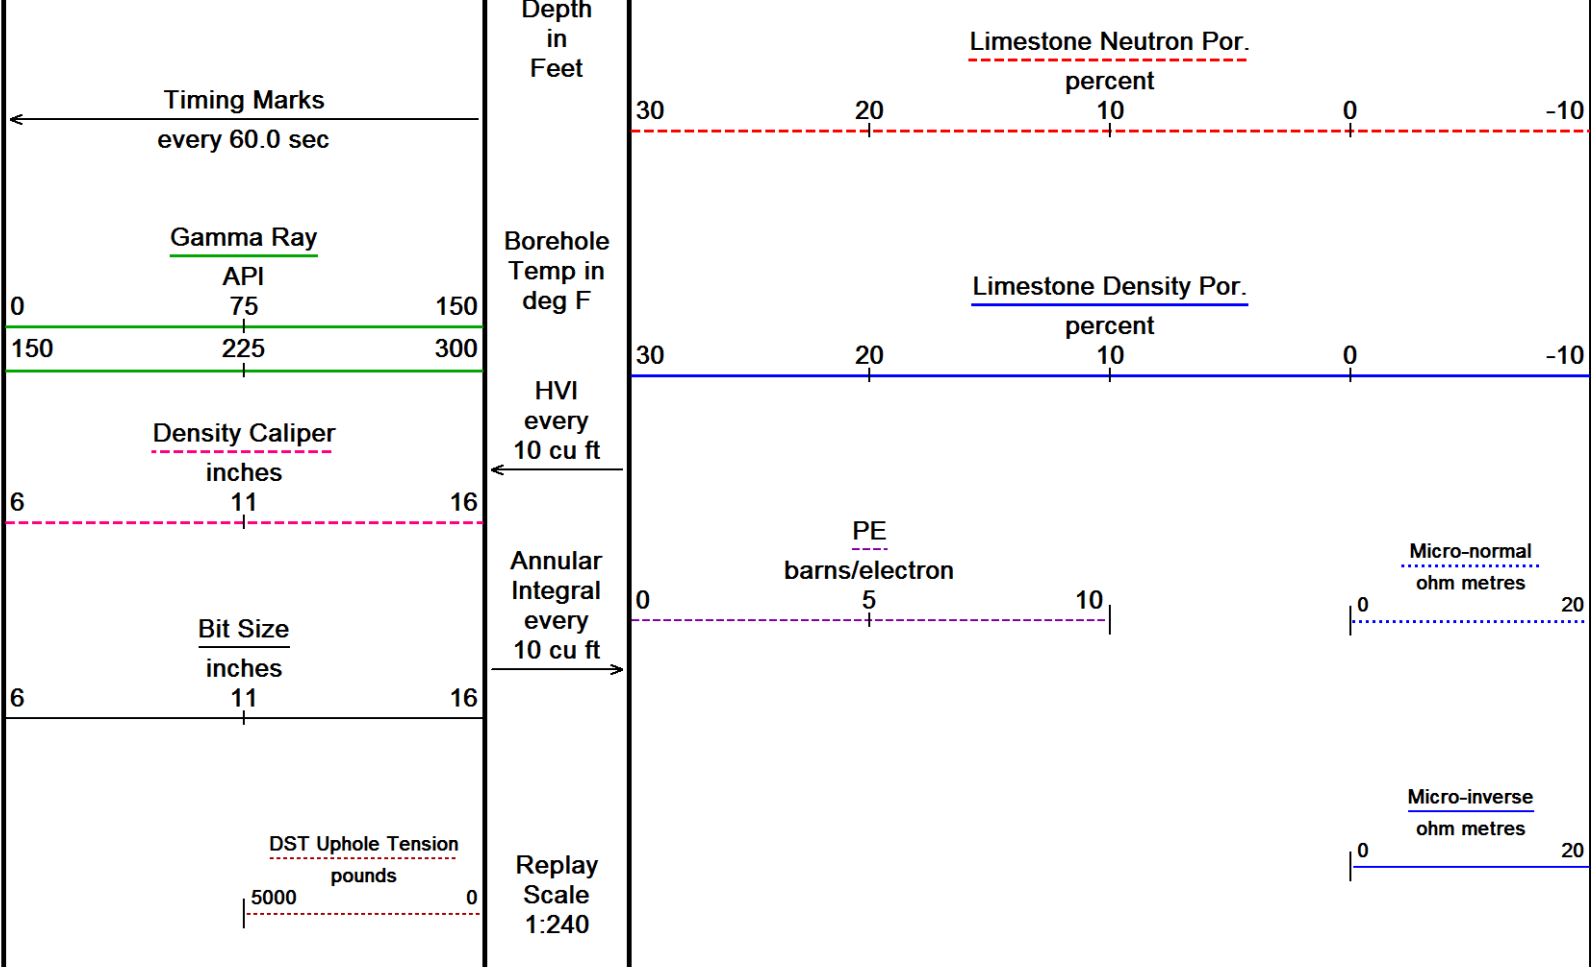 Timing Marks
every 60.0 sec
Gamma Ray
API
0 75 150
150 225 300
Density Caliper
inches
6 11 16
Bit Size
inches
6 11 16
DST Uphole Tension
pounds
5000 0
Depth
in
Feet
Borehole
Temp in
deg F
HVI
every
10 cu ft
Annular
Integral
every
10 cu ft
Replay
Scale
1:240
Limestone Neutron Por.
percent
30 20 10 0 -10
Limestone Density Por.
percent
30 20 10 0 -10
PE
barns/electron
0 5 10
Micro-normal
ohm metres
0 20
Micro-inverse
ohm metres
0 20